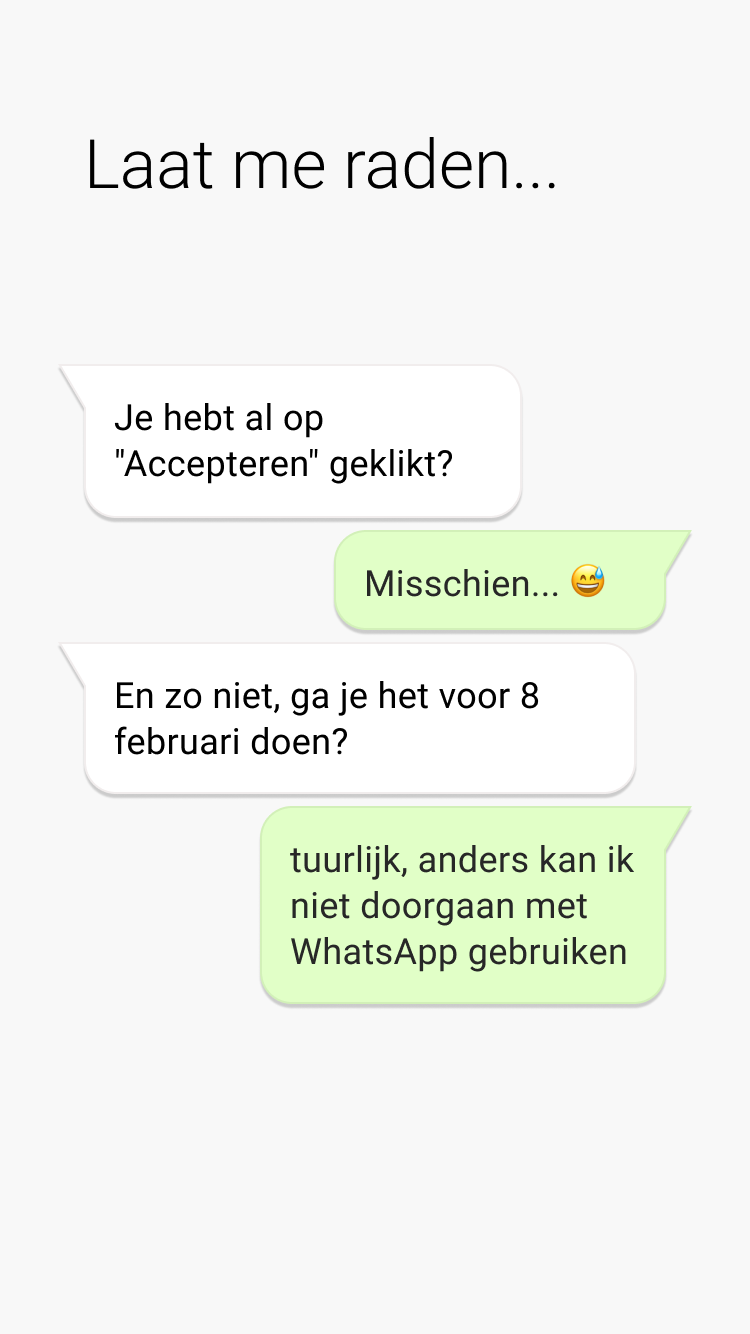 Laat me raden...
Je hebt al op
"Accepteren" geklikt?
Misschien... 😅
En zo niet, ga je het voor 8
februari doen?
tuurlijk, anders kan ik
niet doorgaan met
WhatsApp gebruiken